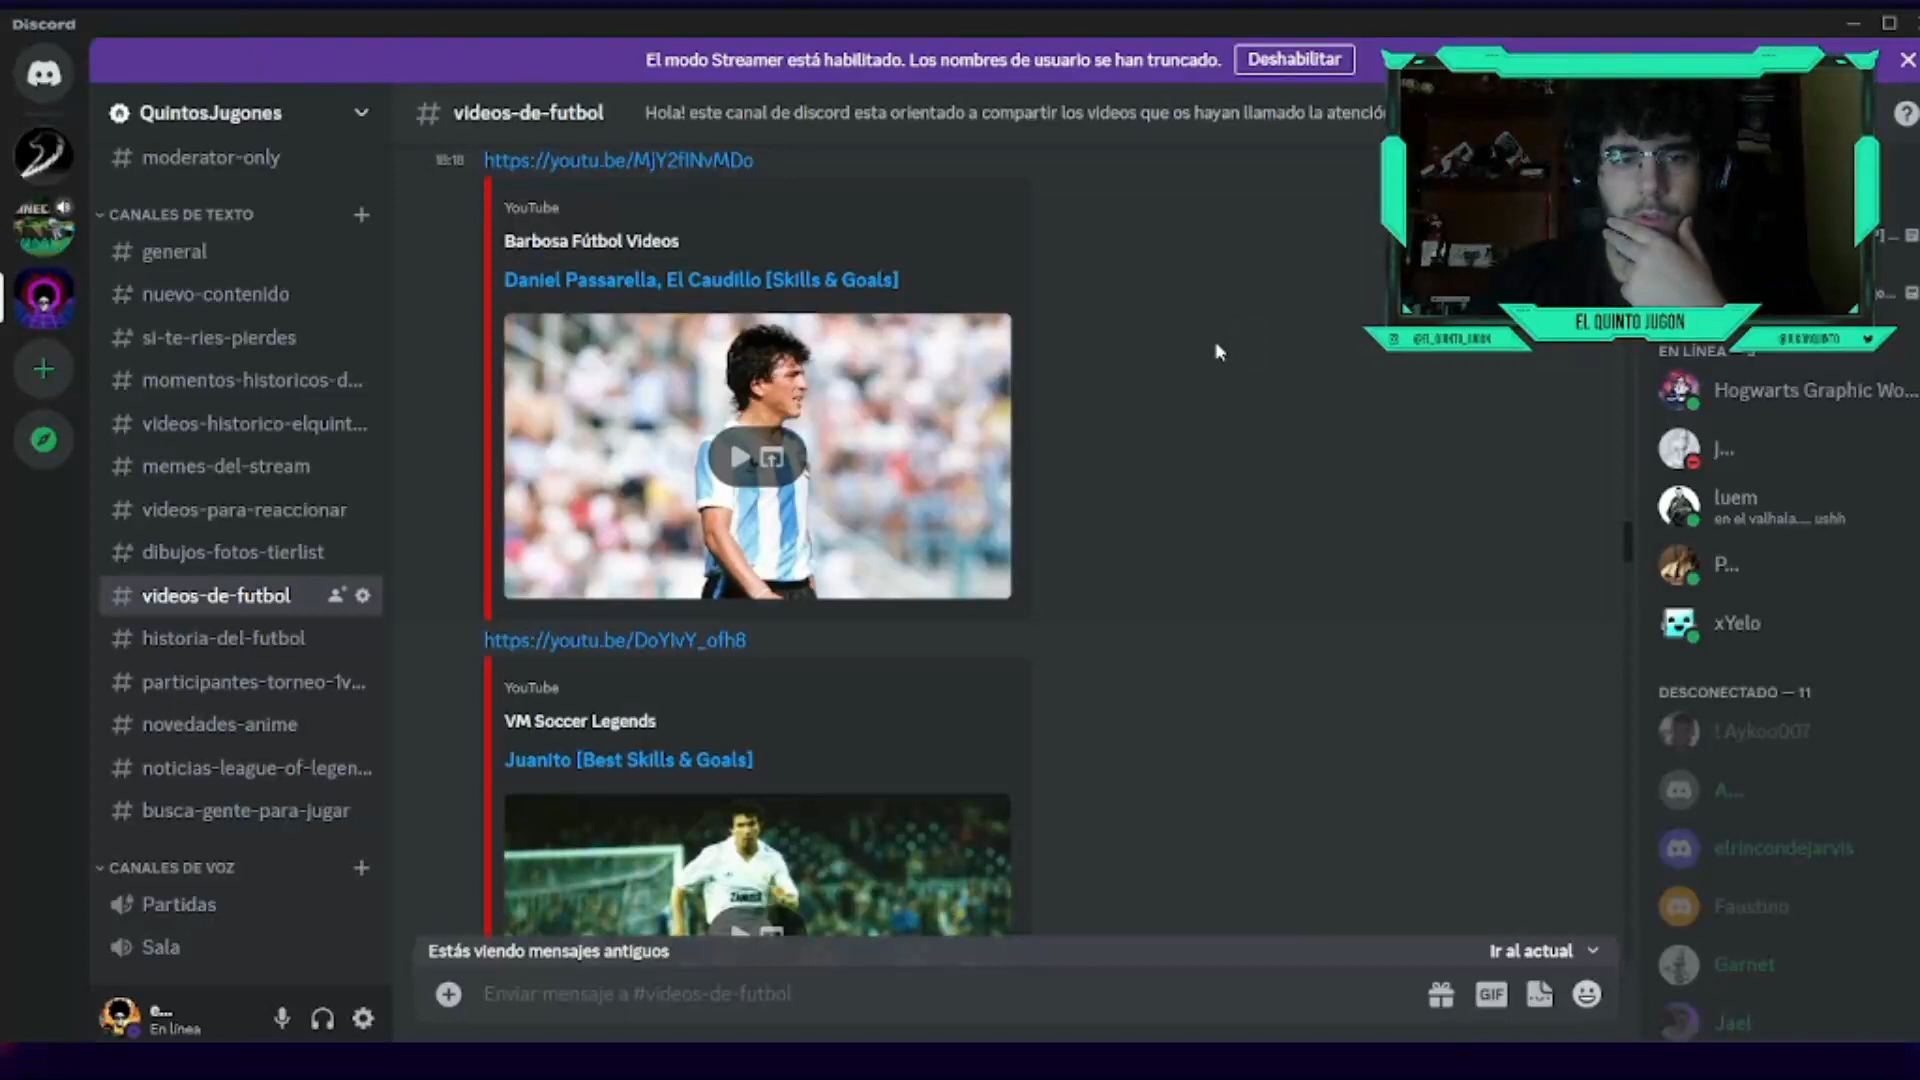 Discord
El modo Streamer está habilitado. Los nombres de usuario se han truncado.
Deshabilitar
QuintosJugones
moderator-only
CANALES DE TEXTO
general
nuevo-contenido
si-te-ries-pierdes
momentos-historicos-d...
videos-historico-elquint...
memes-del-stream
videos-para-reaccionar
dibujos-fotos-tierlist
videos-de-futbol
historia-del-futbol
participantes-torneo-1v...
novedades-anime
noticias-league-of-legen...
busca-gente-para-jugar
CANALES DE VOZ
Partidas
Sala
e...
En línea
# videos-de-futbol
Hola! este canal de discord esta orientado a compartir los videos que os hayan llamado la atenció
18:18
https://youtu.be/MjY2flNvMDo
YouTube
Barbosa Fútbol Videos
Daniel Passarella, El Caudillo [Skills & Goals]
https://youtu.be/DoYlvY_ofh8
YouTube
VM Soccer Legends
Juanito [Best Skills & Goals]
ZANUSSI
Estás viendo mensajes antiguos
Ir al actual
Enviar mensaje a #videos-de-futbol
GIF
EL QUINTO JUGON
@EL_QUINTO_JUGON
@JUGONQUINTO
EN LÍNEA — 5
Hogwarts Graphic Wo...
J...
luem
en el valhala.... ushh
P...
xYelo
DESCONECTADO — 11
! Aykoo007
A...
elrincondejarvis
Faustino
Garnet
Jael